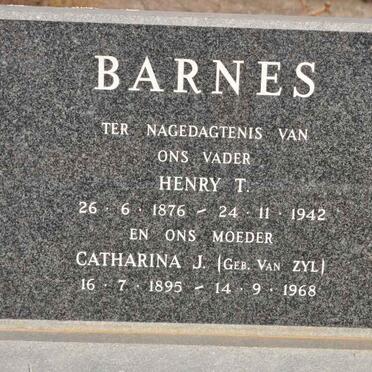 BARNES
TER NAGEDAGTENIS VAN
ONS VADER
HENRY T.
26 · 6 · 1876 – 24 · 11 · 1942
EN ONS MOEDER
CATHARINA J. (GEB. VAN ZYL)
16 · 7 · 1895 – 14 · 9 · 1968